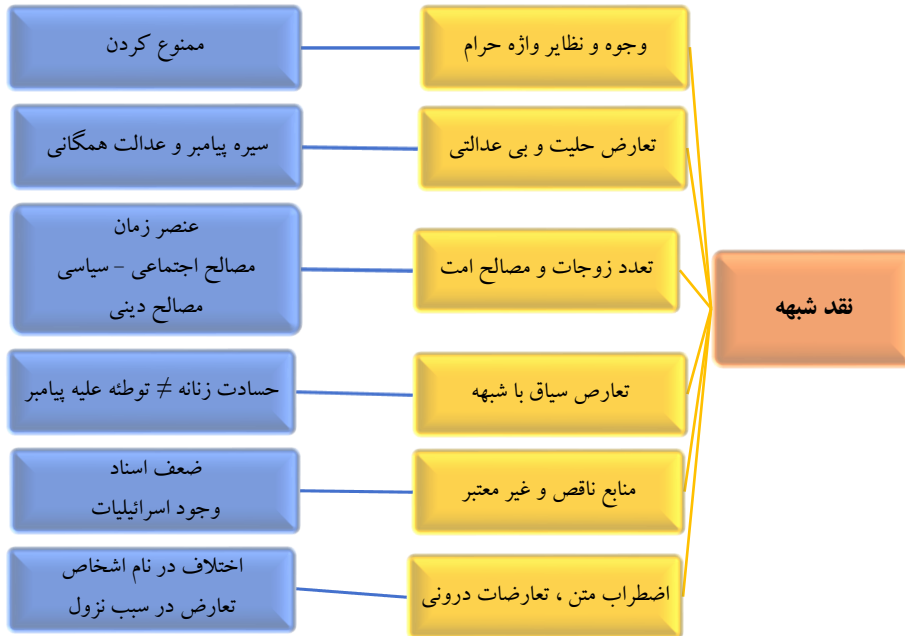 نقد شبهه
وجوه و نظایر واژه حرام
ممنوع کردن
تعارض حلیت و بی عدالتی
سیره پیامبر و عدالت همگانی
تعدد زوجات و مصالح امت
عنصر زمان
مصالح اجتماعی – سیاسی
مصالح دینی
تعارص سیاق با شبهه
حسادت زنانه ≠ توطئه علیه پیامبر
منابع ناقص و غیر معتبر
ضعف اسناد
وجود اسرائیلیات
اضطراب متن ، تعارضات درونی
اختلاف در نام اشخاص
تعارض در سبب نزول